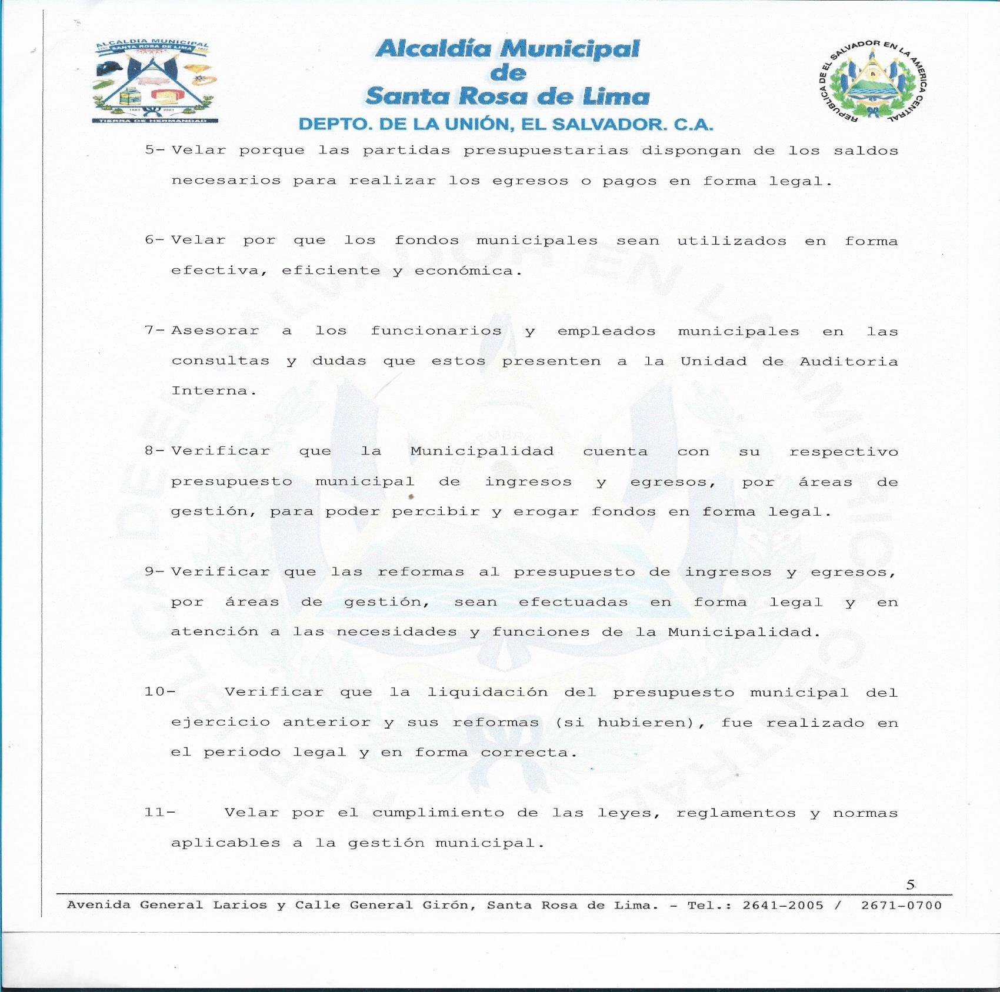 ALCALDIA MUNICIPAL
SANTA ROSA DE LIMA
TIERRA DE HERMANDAD
Alcaldía Municipal
de
Santa Rosa de Lima
DEPTO. DE LA UNIÓN, EL SALVADOR. C.A.
REPUBLICA DE EL SALVADOR EN LA AMERICA CENTRAL
5- Velar porque las partidas presupuestarias dispongan de los saldos
necesarios para realizar los egresos o pagos en forma legal.
6- Velar por que los fondos municipales sean utilizados en forma
efectiva, eficiente y económica.
7- Asesorar a los funcionarios y empleados municipales en las
consultas y dudas que estos presenten a la Unidad de Auditoria
Interna.
8- Verificar que la Municipalidad cuenta con su respectivo
presupuesto municipal de ingresos y egresos, por áreas de
gestión, para poder percibir y erogar fondos en forma legal.
9- Verificar que las reformas al presupuesto de ingresos y egresos,
por áreas de gestión, sean efectuadas en forma legal y en
atención a las necesidades y funciones de la Municipalidad.
10- Verificar que la liquidación del presupuesto municipal del
ejercicio anterior y sus reformas (si hubieren), fue realizado en
el periodo legal y en forma correcta.
11- Velar por el cumplimiento de las leyes, reglamentos y normas
aplicables a la gestión municipal.
5
Avenida General Larios y Calle General Girón, Santa Rosa de Lima. - Tel.: 2641-2005 / 2671-0700